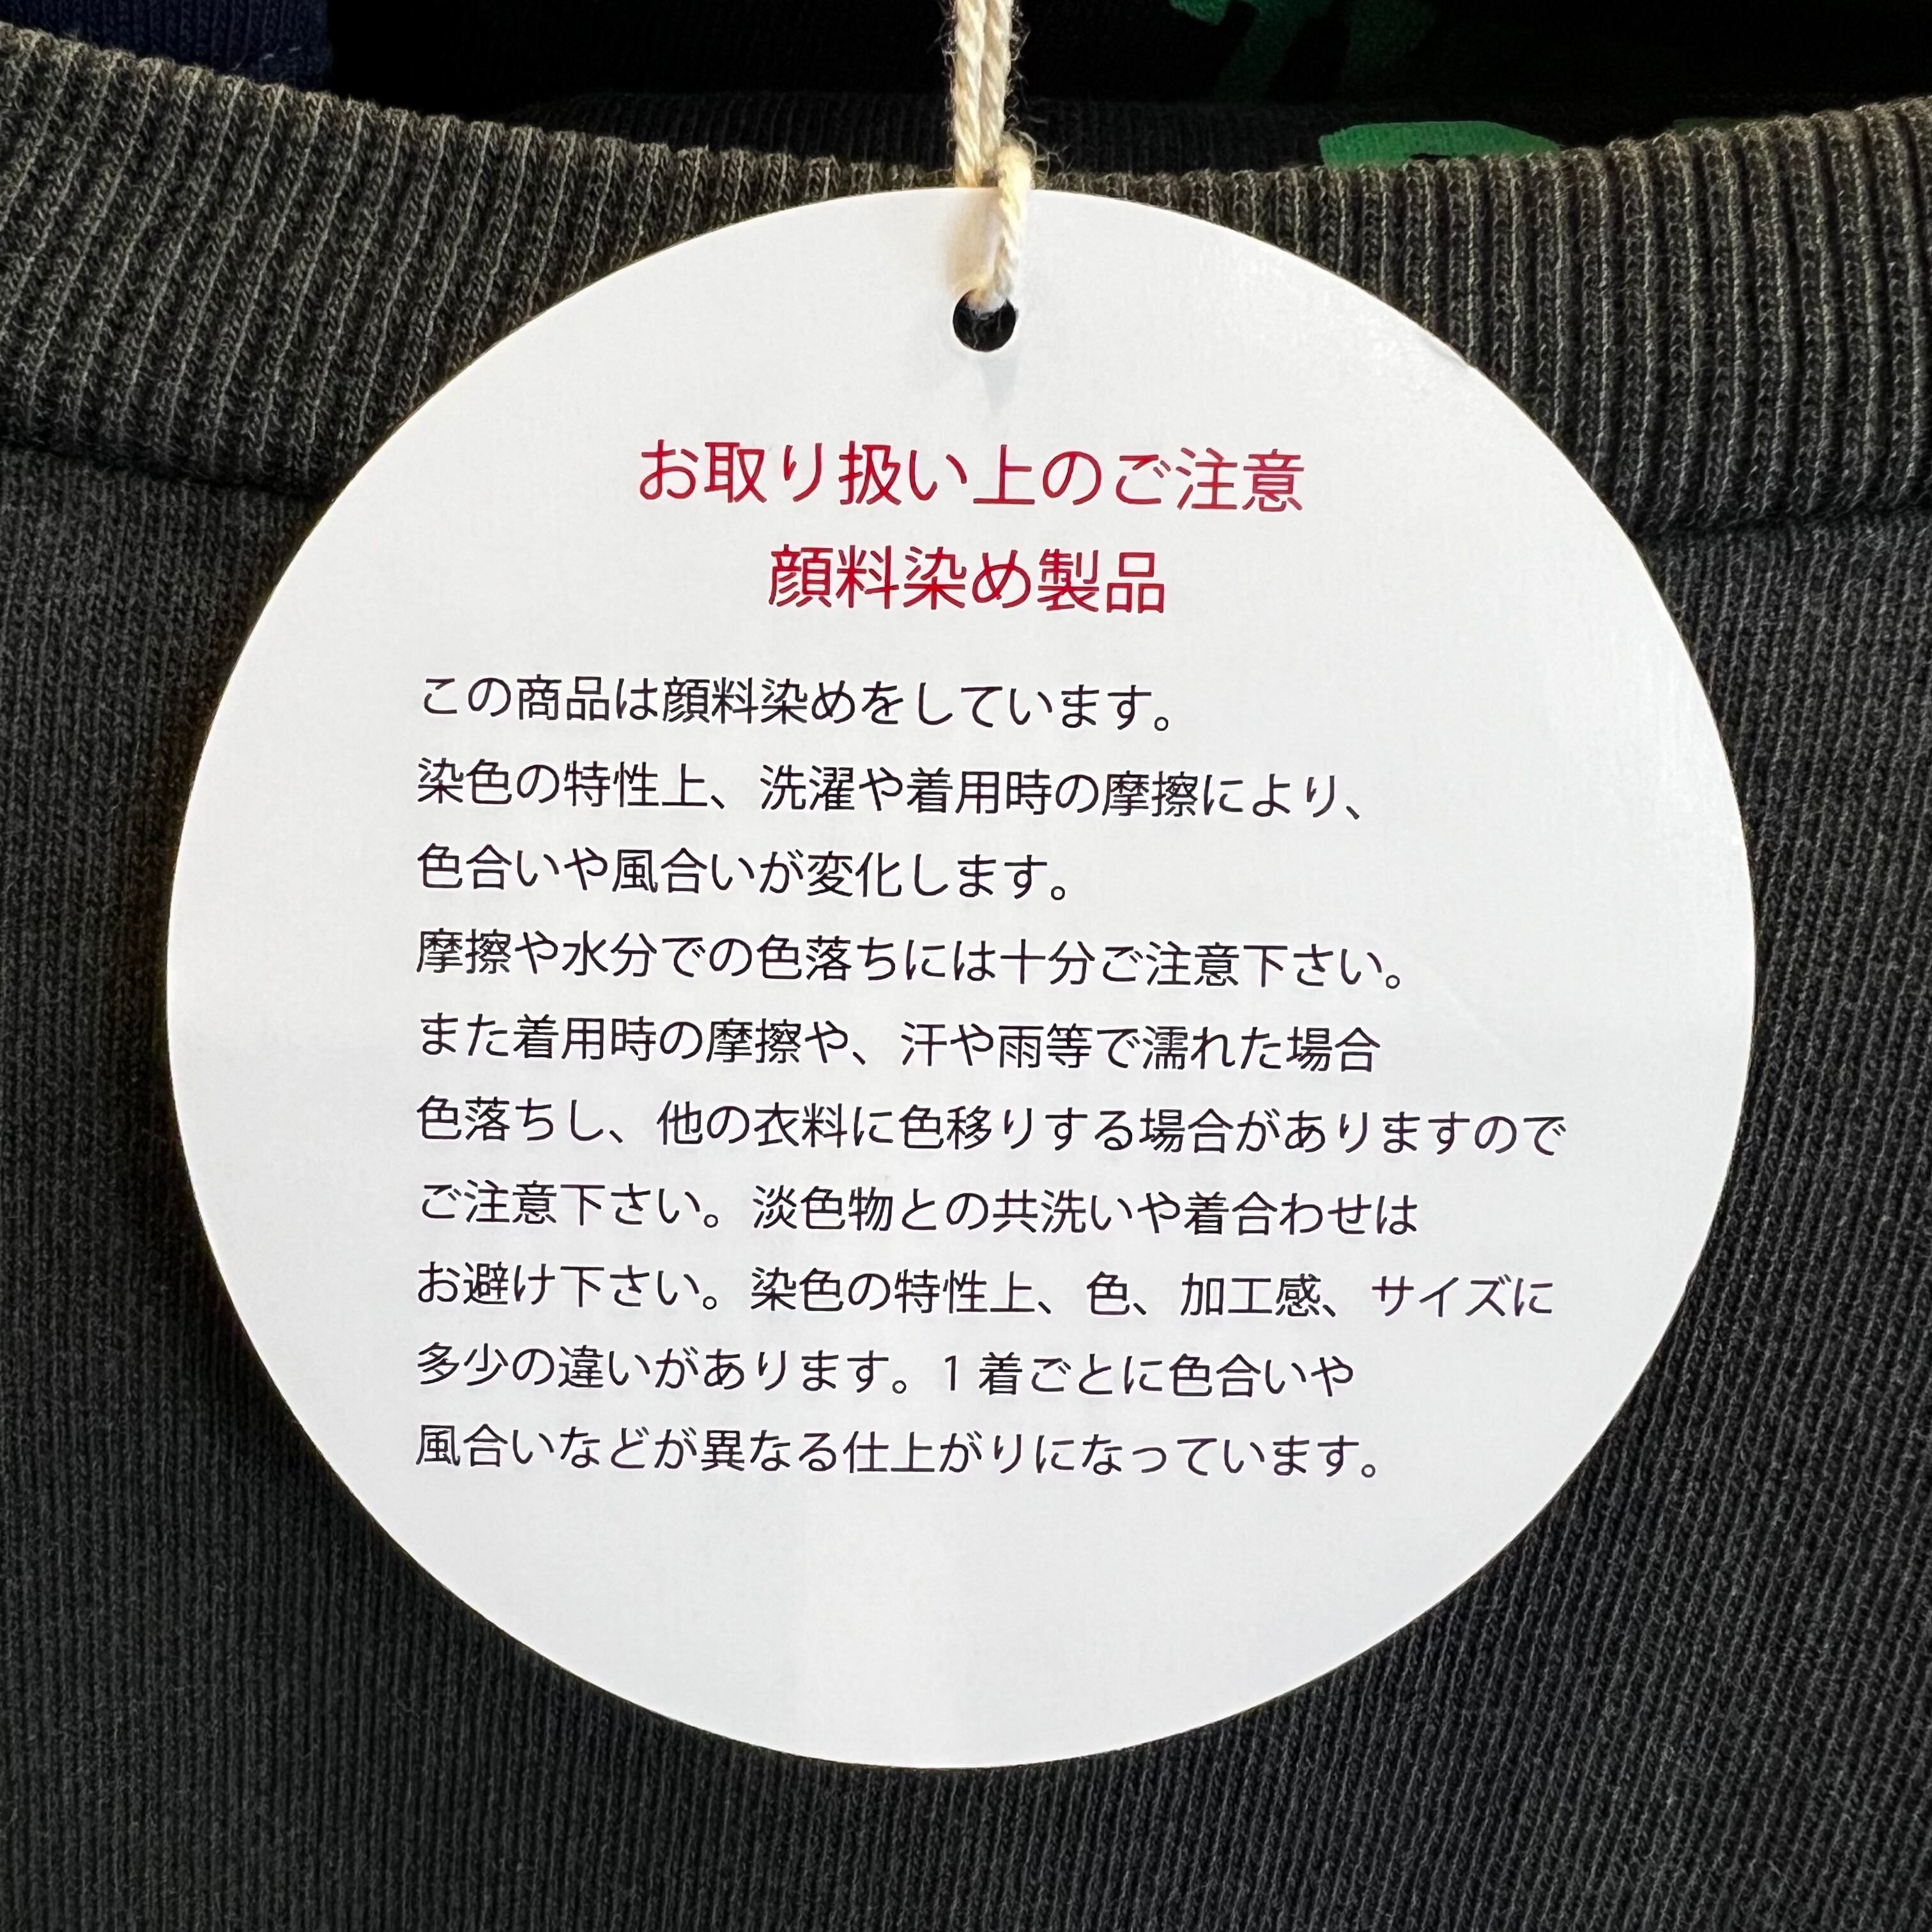 お取り扱い上のご注意
顔料染め製品
この商品は顔料染めをしています。
染色の特性上、洗濯や着用時の摩擦により、
色合いや風合いが変化します。
摩擦や水分での色落ちには十分ご注意下さい。
また着用時の摩擦や、汗や雨等で濡れた場合
色落ちし、他の衣料に色移りする場合がありますので
ご注意下さい。淡色物との共洗いや着合わせは
お避け下さい。染色の特性上、色、加工感、サイズに
多少の違いがあります。1 着ごとに色合いや
風合いなどが異なる仕上がりになっています。